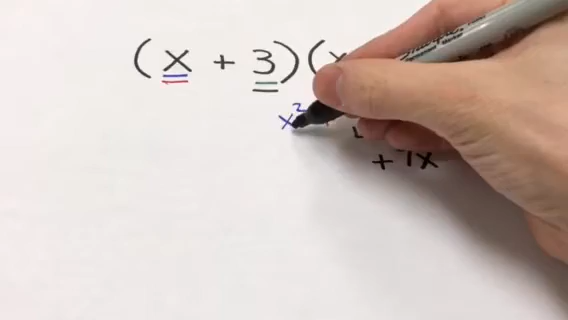 (x + 3)(x
x²
+ 7x